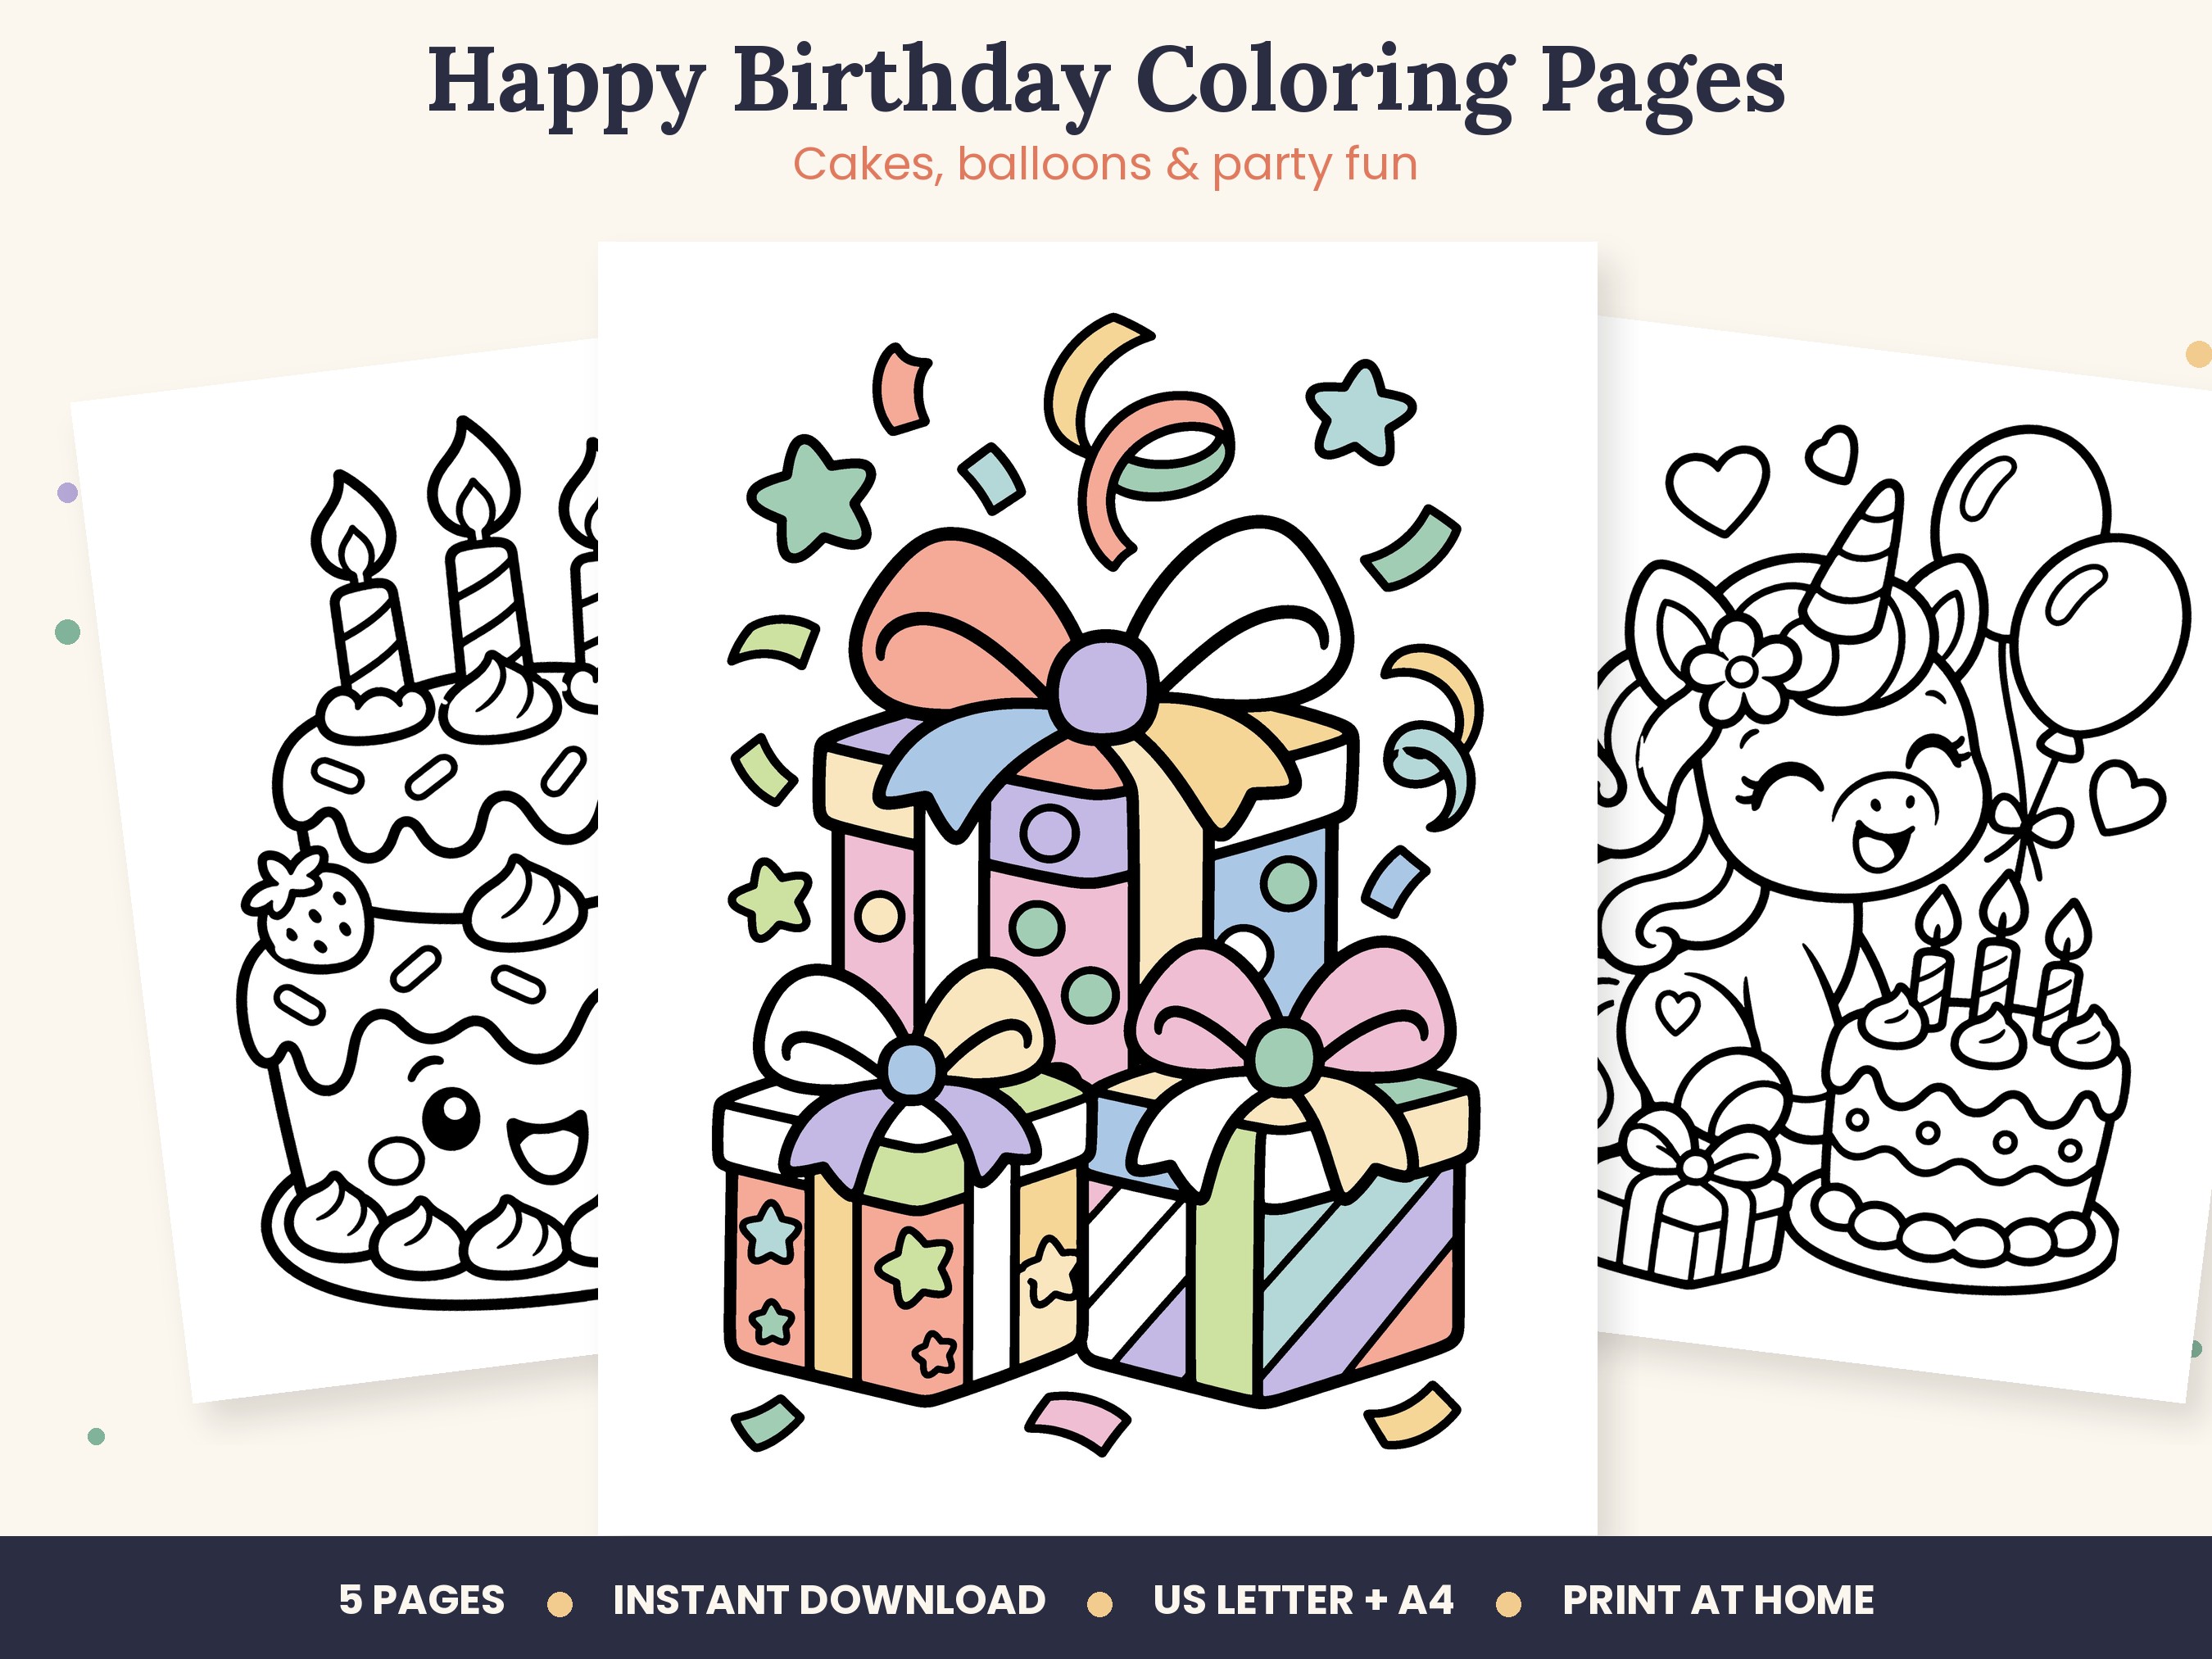 Happy Birthday Coloring Pages
Cakes, balloons & party fun
5 PAGES ● INSTANT DOWNLOAD ● US LETTER + A4 ● PRINT AT HOME